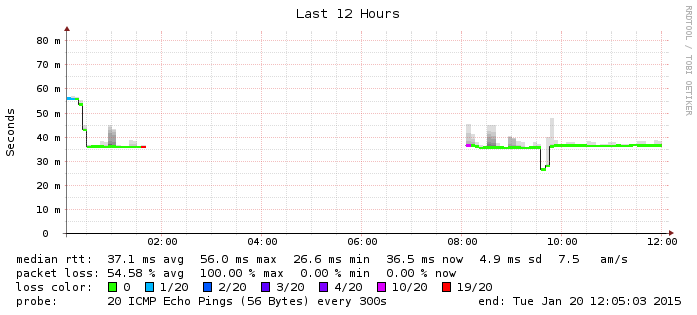 Last 12 Hours
RRDTOOL / TOBI OETIKER
Seconds
80 m
70 m
60 m
50 m
40 m
30 m
20 m
10 m
0
02:00 04:00 06:00 08:00 10:00 12:00
median rtt: 37.1 ms avg 56.0 ms max 26.6 ms min 36.5 ms now 4.9 ms sd 7.5 am/s
packet loss: 54.58 % avg 100.00 % max 0.00 % min 0.00 % now
loss color: 0 1/20 2/20 3/20 4/20 10/20 19/20
probe: 20 ICMP Echo Pings (56 Bytes) every 300s end: Tue Jan 20 12:05:03 2015